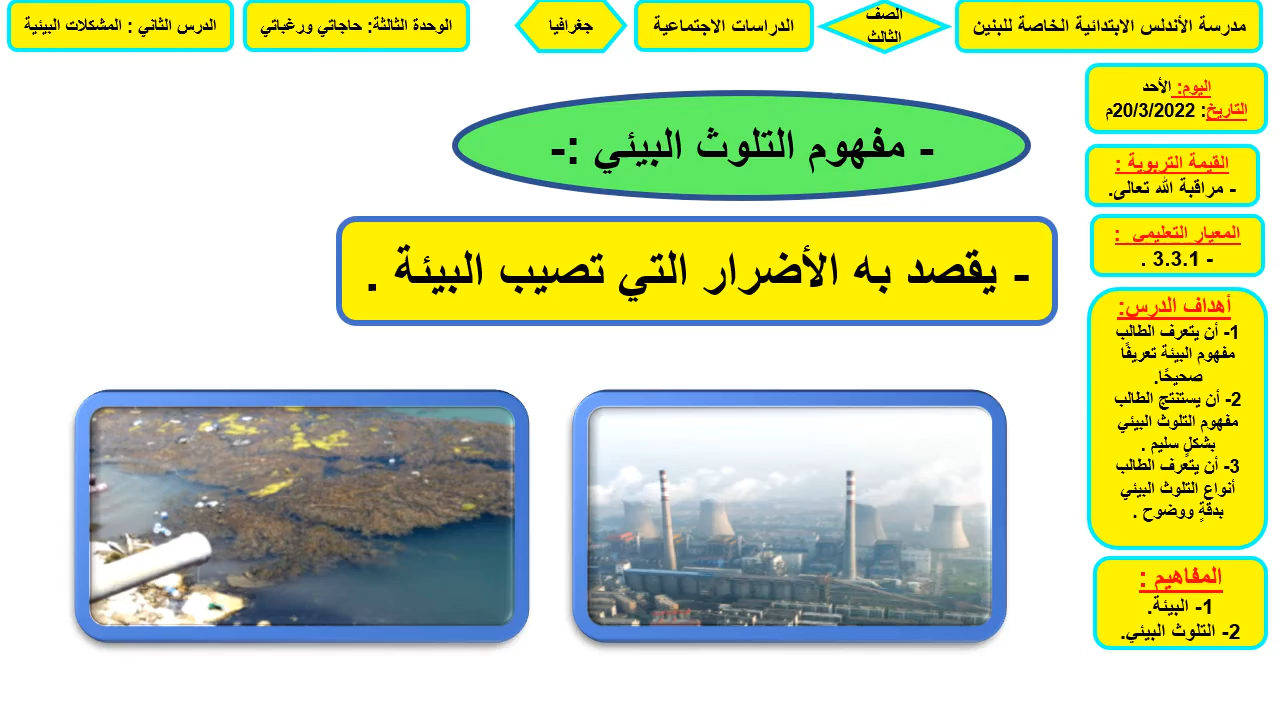 مدرسة الأندلس الابتدائية الخاصة للبنين
الصف
الثالث
الدراسات الاجتماعية
جغرافيا
الوحدة الثالثة: حاجاتي ورغباتي
الدرس الثاني : المشكلات البيئية
اليوم: الأحد
التاريخ: 20/3/2022م
القيمة التربوية :
- مراقبة الله تعالى.
المعيار التعليمي :
- 3.3.1 .
أهداف الدرس:
1- أن يتعرف الطالب
مفهوم البيئة تعريفًا
صحيحًا.
2- أن يستنتج الطالب
مفهوم التلوث البيئي
بشكلٍ سليم .
3- أن يتعرف الطالب
أنواع التلوث البيئي
بدقةٍ ووضوح .
المفاهيم :
1- البيئة.
2- التلوث البيئي.
- مفهوم التلوث البيئي :-
- يقصد به الأضرار التي تصيب البيئة .